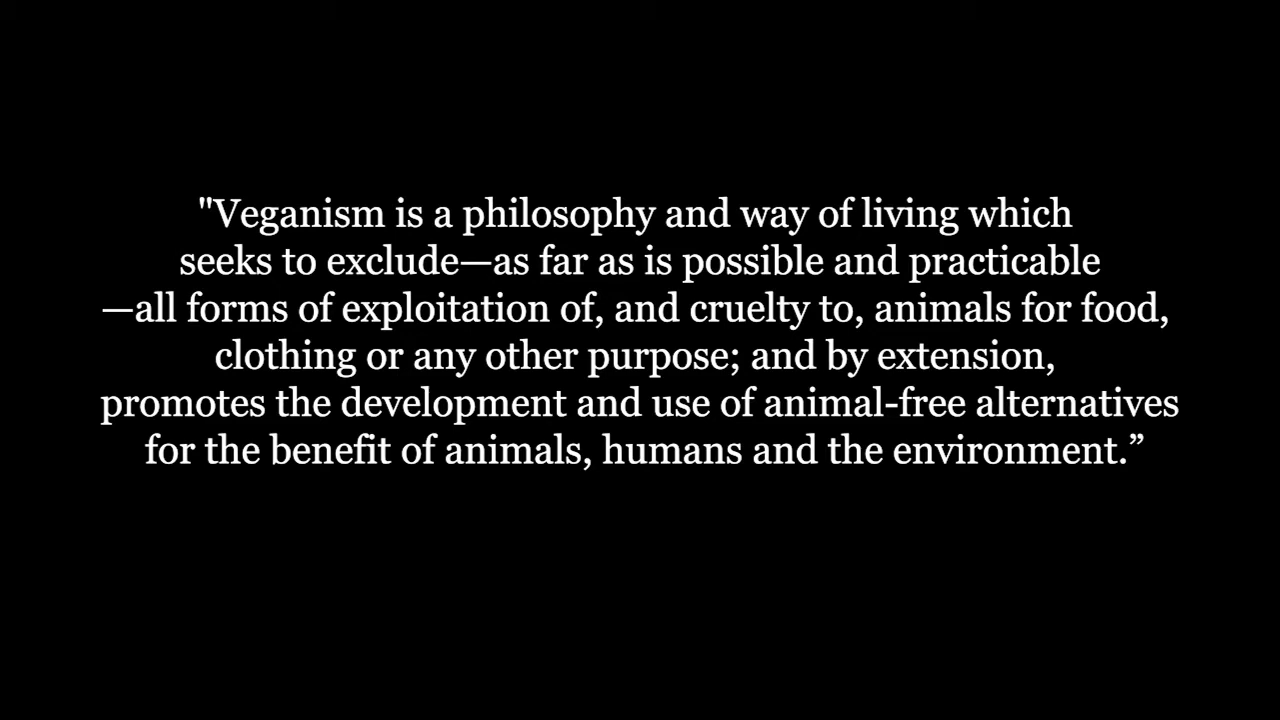 "Veganism is a philosophy and way of living which
seeks to exclude—as far as is possible and practicable
—all forms of exploitation of, and cruelty to, animals for food,
clothing or any other purpose; and by extension,
promotes the development and use of animal-free alternatives
for the benefit of animals, humans and the environment.”